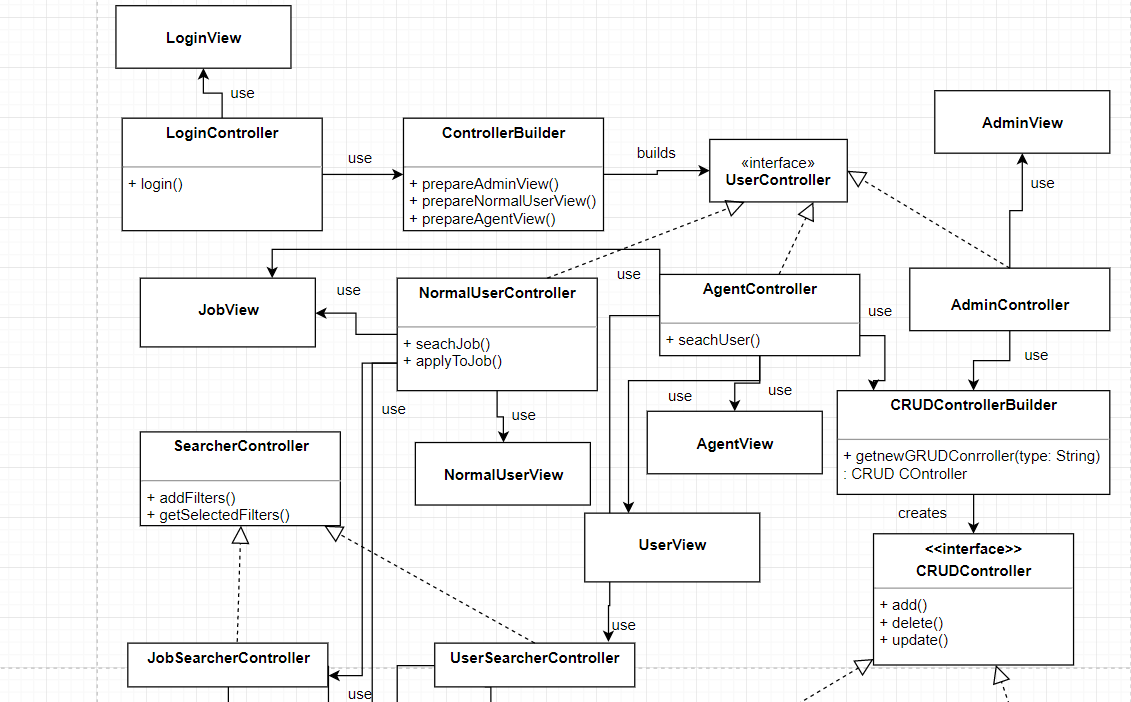 LoginView
use
LoginController
+ login()
use
ControllerBuilder
+ prepareAdminView()
+ prepareNormalUserView()
+ prepareAgentView()
builds
«interface»
UserController
AdminView
use
JobView
use
NormalUserController
+ seachJob()
+ applyToJob()
use
AgentController
+ seachUser()
use
AdminController
use
use
use
use
use
AgentView
CRUDControllerBuilder
+ getnewGRUDConrroller(type: String)
: CRUD COntroller
SearcherController
+ addFilters()
+ getSelectedFilters()
NormalUserView
creates
UserView
<<interface>>
CRUDController
+ add()
+ delete()
+ update()
use
JobSearcherController
use
UserSearcherController